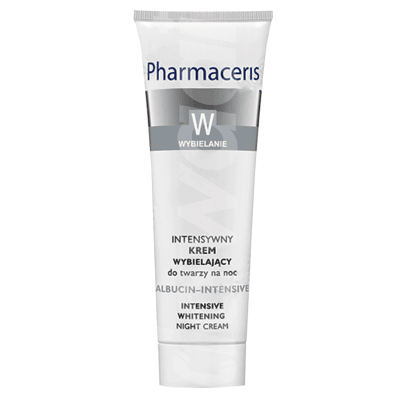 Pharmaceris
W
WYBIELANIE
INTENSYWNY
KREM
WYBIELAJĄCY
do twarzy na noc
ALBUCIN–INTENSIVE
INTENSIVE
WHITENING
NIGHT CREAM